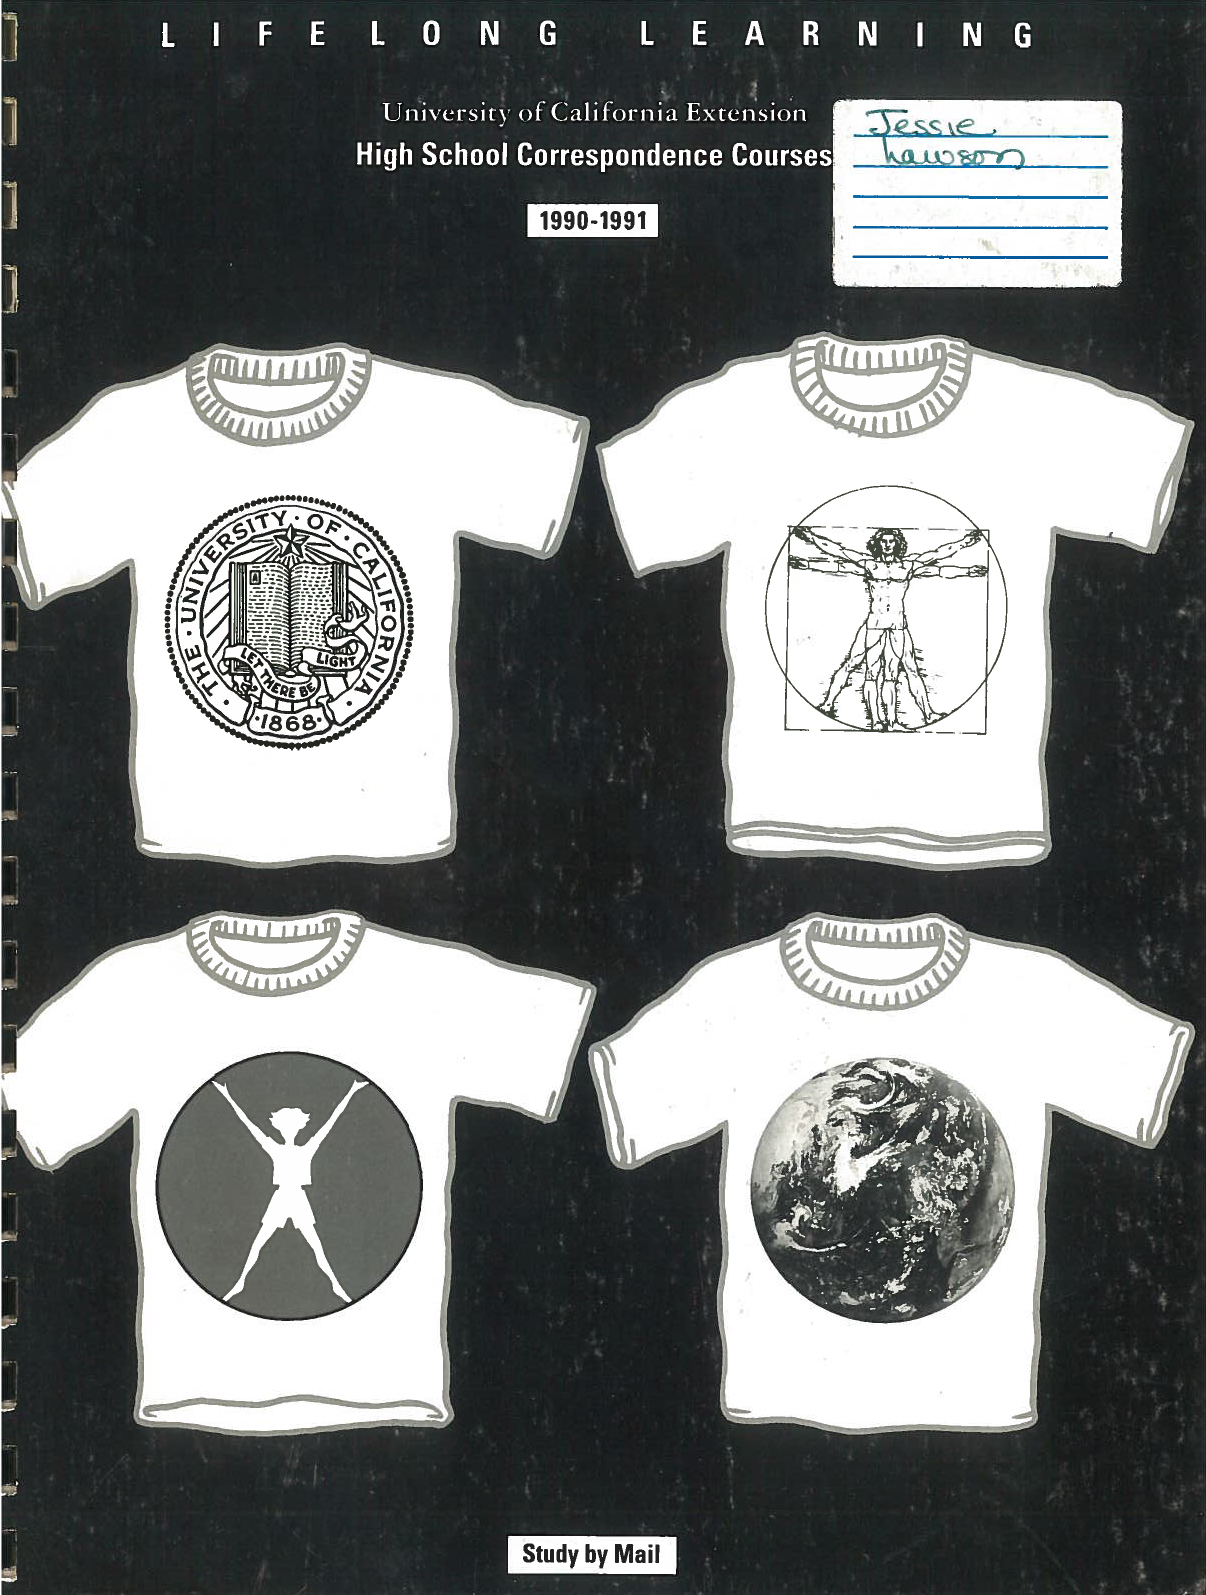 LIFELONG LEARNING
University of California Extension
High School Correspondence Courses
1990-1991
Jessie
Lawson
THE · UNIVERSITY · OF · CALIFORNIA ·
A
LET THERE BE LIGHT
· 1868 ·
Study by Mail